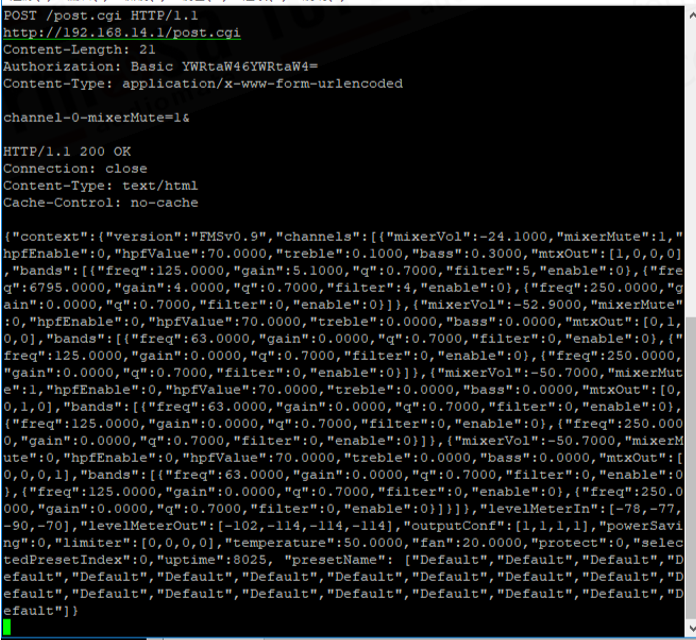 POST /post.cgi HTTP/1.1
http://192.168.14.1/post.cgi
Content-Length: 21
Authorization: Basic YWRtaW46YWRtaW4=
Content-Type: application/x-www-form-urlencoded
channel-0-mixerMute=1&
HTTP/1.1 200 OK
Connection: close
Content-Type: text/html
Cache-Control: no-cache
{"context":{"version":"FMSv0.9","channels":[{"mixerVol":-24.1000,"mixerMute":1,"
hpfEnable":0,"hpfValue":70.0000,"treble":0.1000,"bass":0.3000,"mtxOut":[1,0,0,0]
,"bands":[{"freq":125.0000,"gain":5.1000,"q":0.7000,"filter":5,"enable":0},{"fre
q":6795.0000,"gain":4.0000,"q":0.7000,"filter":4,"enable":0},{"freq":250.0000,"g
ain":0.0000,"q":0.7000,"filter":0,"enable":0}]},{"mixerVol":-52.9000,"mixerMute"
:0,"hpfEnable":0,"hpfValue":70.0000,"treble":0.0000,"bass":0.0000,"mtxOut":[0,1,
0,0],"bands":[{"freq":63.0000,"gain":0.0000,"q":0.7000,"filter":0,"enable":0},{"
freq":125.0000,"gain":0.0000,"q":0.7000,"filter":0,"enable":0},{"freq":250.0000,
"gain":0.0000,"q":0.7000,"filter":0,"enable":0}]},{"mixerVol":-50.7000,"mixerMut
e":1,"hpfEnable":0,"hpfValue":70.0000,"treble":0.0000,"bass":0.0000,"mtxOut":[0,
0,1,0],"bands":[{"freq":63.0000,"gain":0.0000,"q":0.7000,"filter":0,"enable":0},
{"freq":125.0000,"gain":0.0000,"q":0.7000,"filter":0,"enable":0},{"freq":250.000
0,"gain":0.0000,"q":0.7000,"filter":0,"enable":0}]},{"mixerVol":-50.7000,"mixerM
ute":0,"hpfEnable":0,"hpfValue":70.0000,"treble":0.0000,"bass":0.0000,"mtxOut":[
0,0,0,1],"bands":[{"freq":63.0000,"gain":0.0000,"q":0.7000,"filter":0,"enable":0
},{"freq":125.0000,"gain":0.0000,"q":0.7000,"filter":0,"enable":0},{"freq":250.0
000,"gain":0.0000,"q":0.7000,"filter":0,"enable":0}]}]},"levelMeterIn":[-78,-77,
-90,-70],"levelMeterOut":[-102,-114,-114,-114],"outputConf":[1,1,1,1],"powerSavi
ng":0,"limiter":[0,0,0,0],"temperature":50.0000,"fan":20.0000,"protect":0,"selec
tedPresetIndex":0,"uptime":8025, "presetName": ["Default","Default","Default","D
efault","Default","Default","Default","Default","Default","Default","Default","D
efault","Default","Default","Default","Default","Default","Default","Default","D
efault"]}